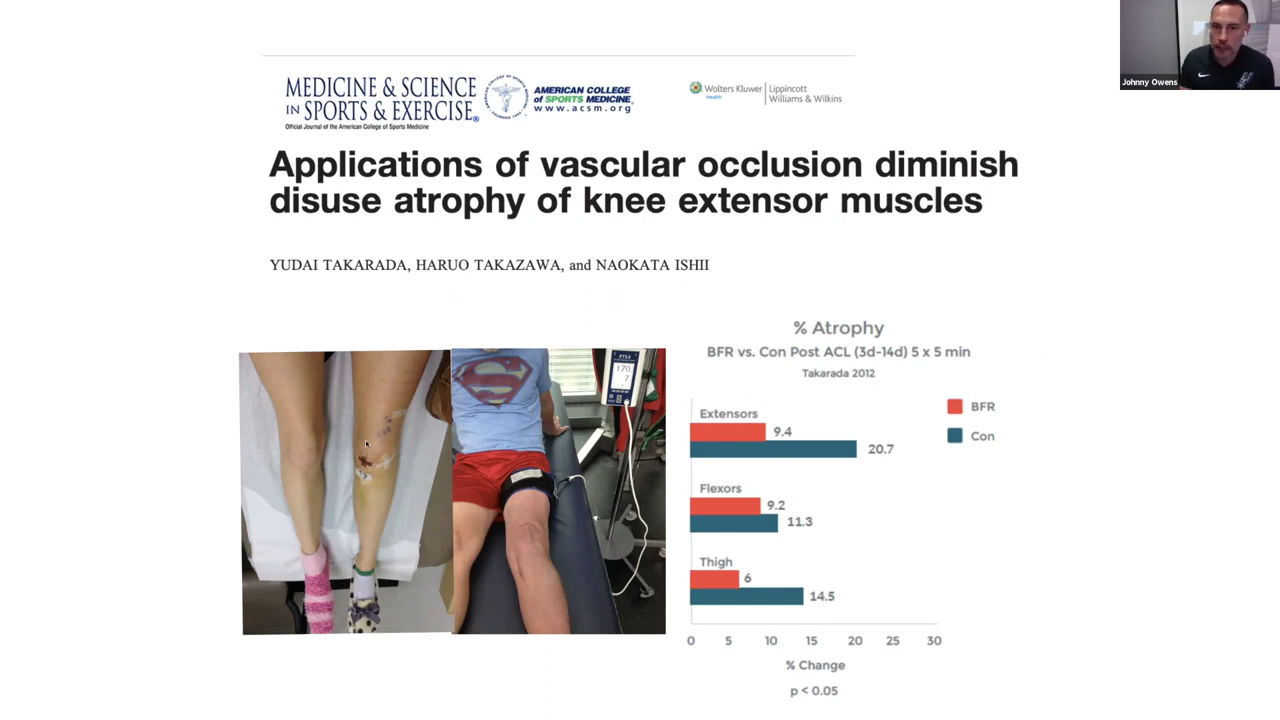 Johnny Owens
MEDICINE & SCIENCE
IN SPORTS & EXERCISE®
Official Journal of the American College of Sports Medicine
AMERICAN COLLEGE
of SPORTS MEDICINE
www.acsm.org
Wolters Kluwer
Health
Lippincott
Williams & Wilkins
Applications of vascular occlusion diminish
disuse atrophy of knee extensor muscles
YUDAI TAKARADA, HARUO TAKAZAWA, and NAOKATA ISHII
170
7
% Atrophy
BFR vs. Con Post ACL (3d-14d) 5 x 5 min
Takarada 2012
BFR
Con
Extensors
9.4
20.7
Flexors
9.2
11.3
Thigh
6
14.5
0 5 10 15 20 25 30
% Change
p < 0.05